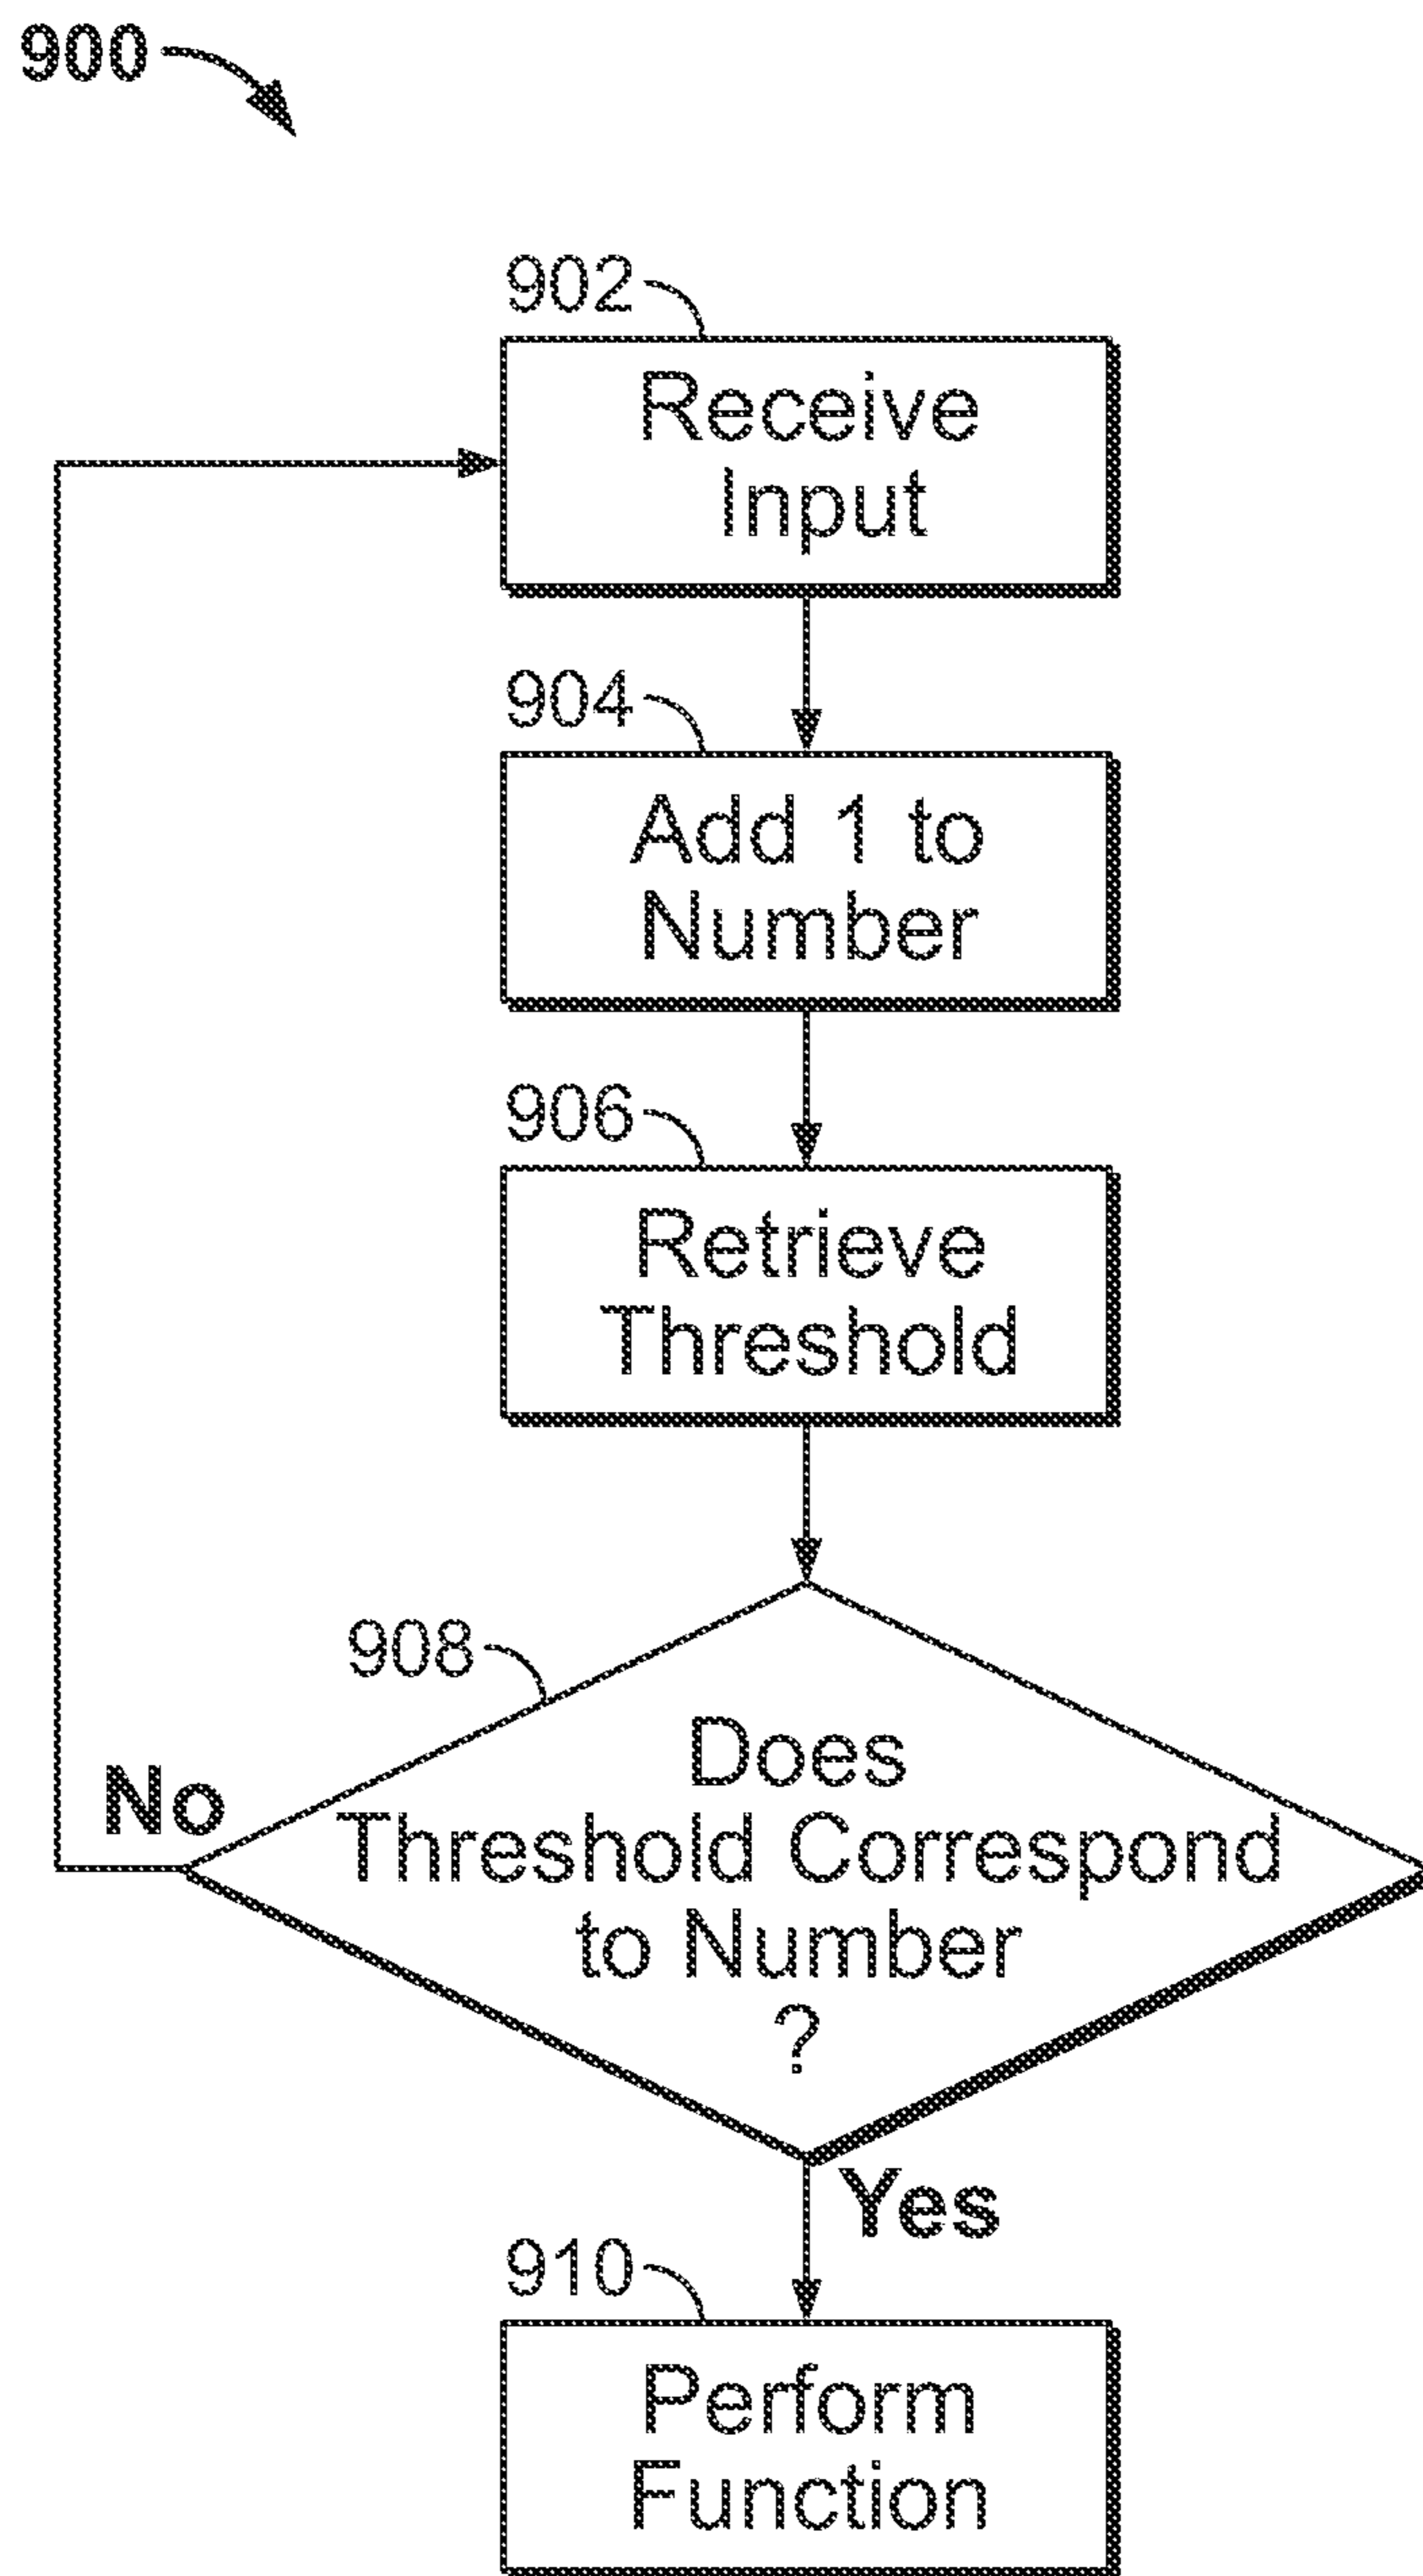 900
902
Receive
Input
904
Add 1 to
Number
906
Retrieve
Threshold
908
Does
Threshold Correspond
to Number
?
No
Yes
910
Perform
Function